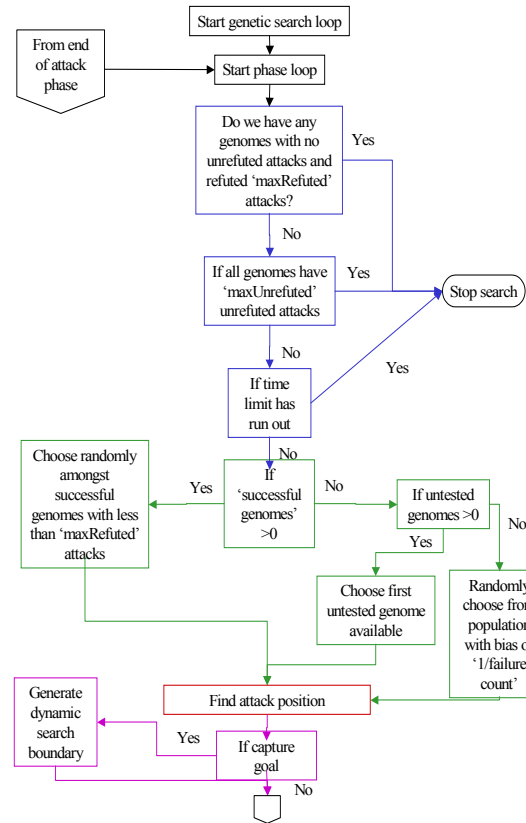 Start genetic search loop
From end
of attack
phase
Start phase loop
Do we have any
genomes with no
unrefuted attacks and
refuted ‘maxRefuted’
attacks?
Yes
No
If all genomes have
‘maxUnrefuted’
unrefuted attacks
Yes
Stop search
No
If time
limit has
run out
Yes
No
Choose randomly
amongst
successful
genomes with less
than ‘maxRefuted’
attacks
Yes
If
‘successful
genomes’
>0
No
If untested
genomes >0
No
Yes
Choose first
untested genome
available
Randomly
choose from
population
with bias o
‘1/failure
count’
Find attack position
Generate
dynamic
search
boundary
Yes
If capture
goal
No